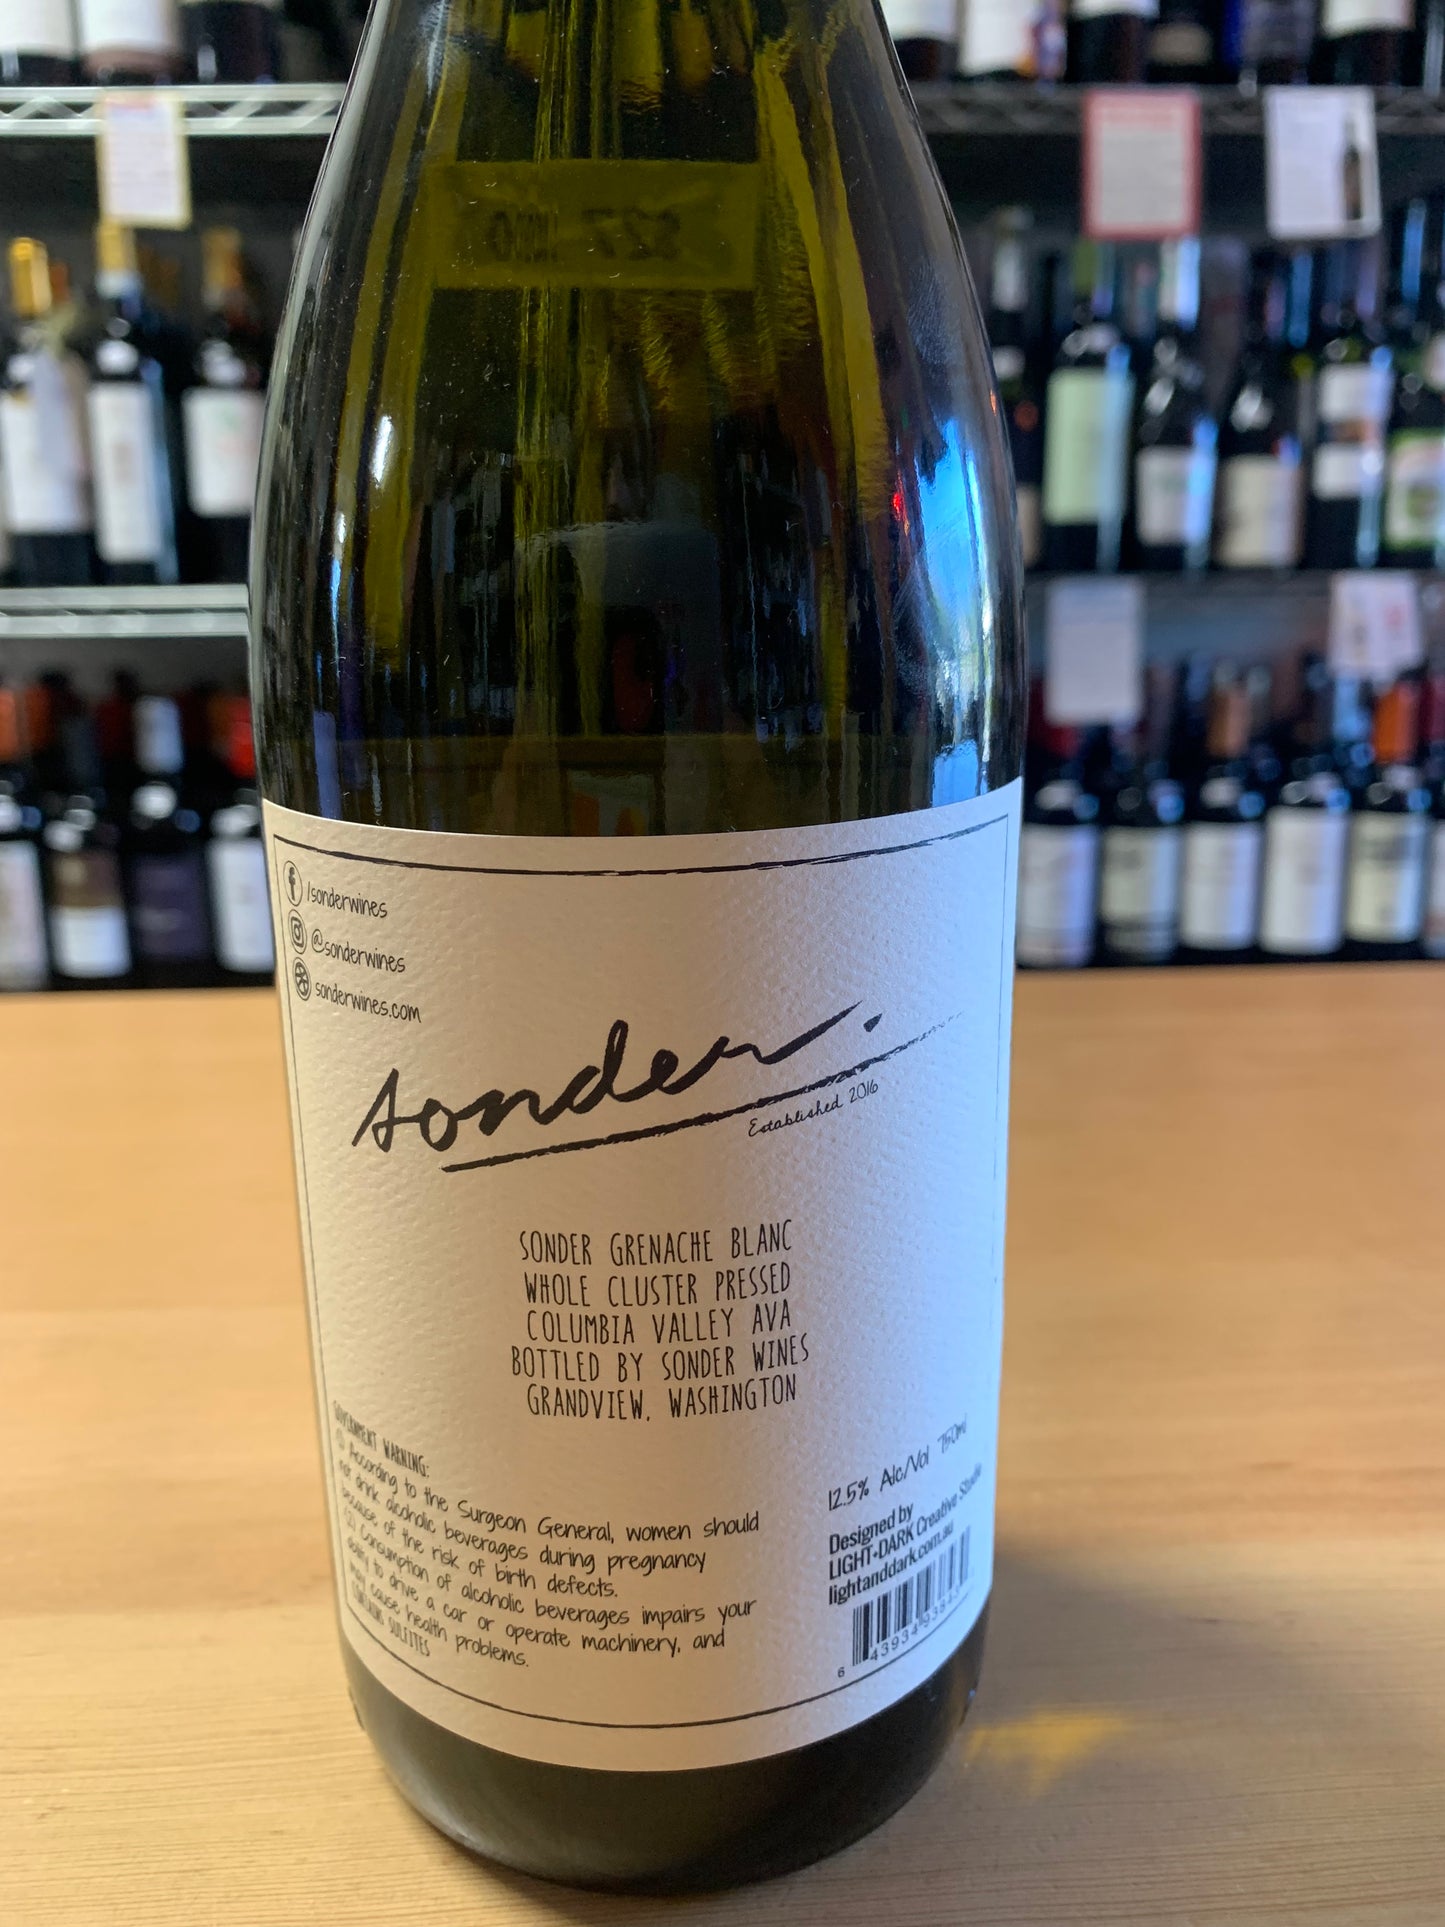 /sonderwines
@sonderwines
sonderwines.com
sonder.
Established 2016
SONDER GRENACHE BLANC
WHOLE CLUSTER PRESSED
COLUMBIA VALLEY AVA
BOTTLED BY SONDER WINES
GRANDVIEW, WASHINGTON
GOVERNMENT WARNING:
(1) According to the Surgeon General, women should
not drink alcoholic beverages during pregnancy
because of the risk of birth defects.
(2) Consumption of alcoholic beverages impairs your
ability to drive a car or operate machinery, and
may cause health problems.
CONTAINS SULFITES
12.5% Alc/Vol 750ml
Designed by
LIGHT+DARK Creative Studio
lightanddark.com.au